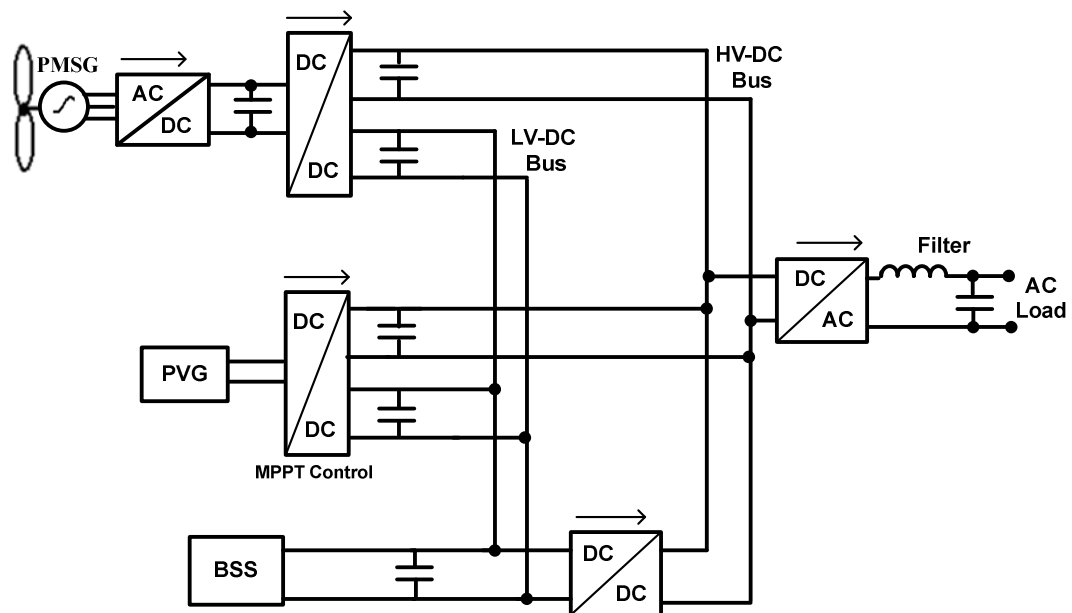 PMSG
AC
DC
DC
DC
HV-DC
Bus
LV-DC
Bus
DC
DC
PVG
MPPT Control
DC
AC
Filter
AC
Load
BSS
DC
DC